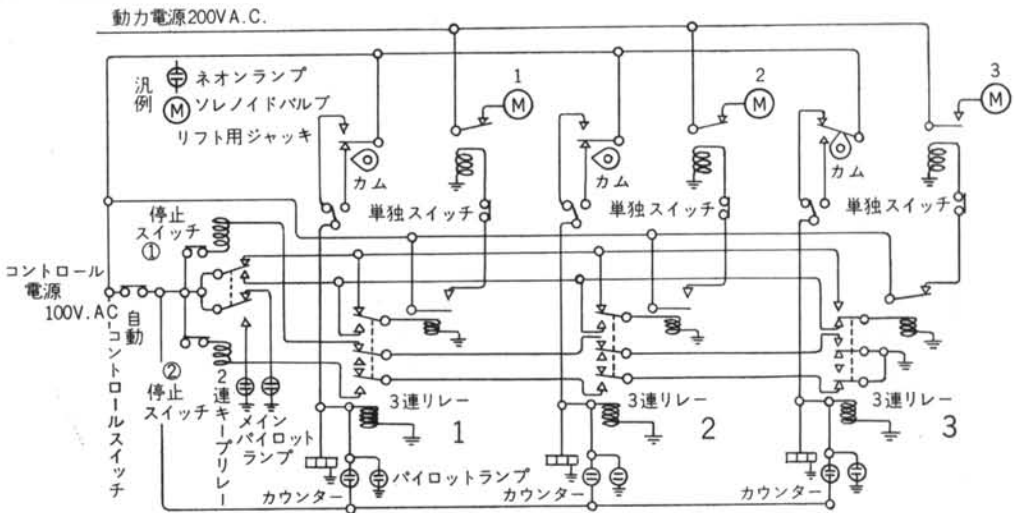 動力電源200VA.C.
汎例
ネオンランプ
Ⓜ ソレノイドバルブ
リフト用ジャッキ
1
M
2
M
3
M
カム
カム
カム
単独スイッチ
単独スイッチ
単独スイッチ
停止スイッチ
①
コントロール電源
100V.AC
自動
コントロールスイッチ
②
停止スイッチ
2連キープリレー
メインパイロットランプ
3連リレー
1
3連リレー
2
3連リレー
3
パイロットランプ
カウンター
カウンター
カウンター